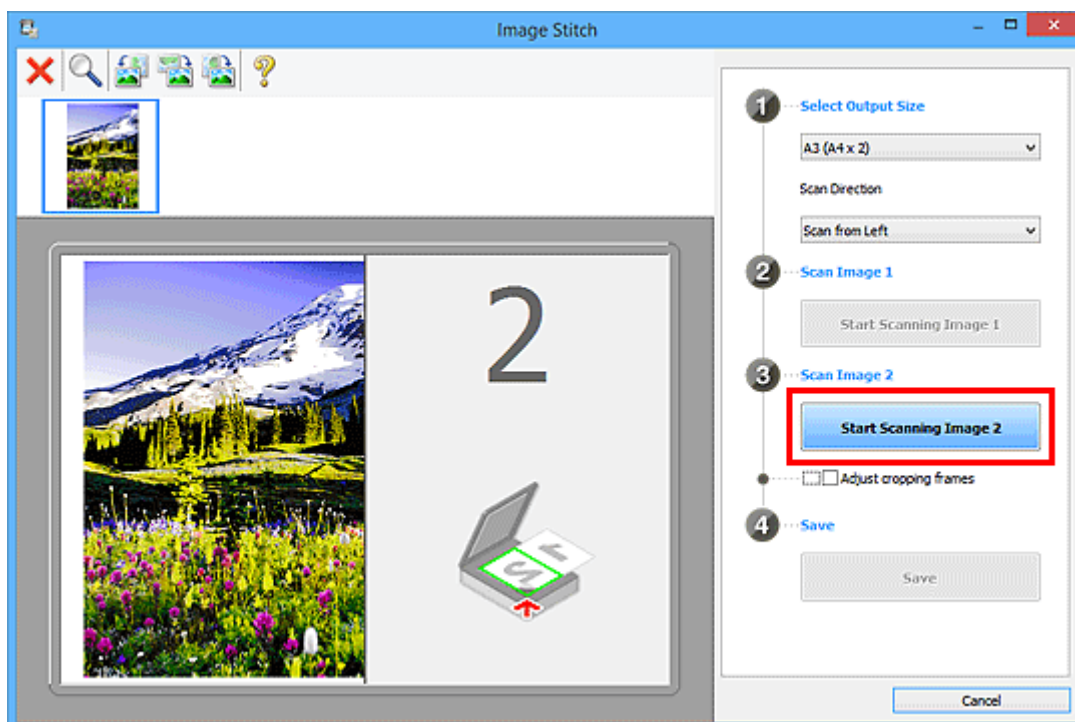 Image Stitch
1 Select Output Size
A3 (A4 x 2)
Scan Direction
Scan from Left
2 Scan Image 1
Start Scanning Image 1
3 Scan Image 2
Start Scanning Image 2
Adjust cropping frames
4 Save
Save
Cancel
2